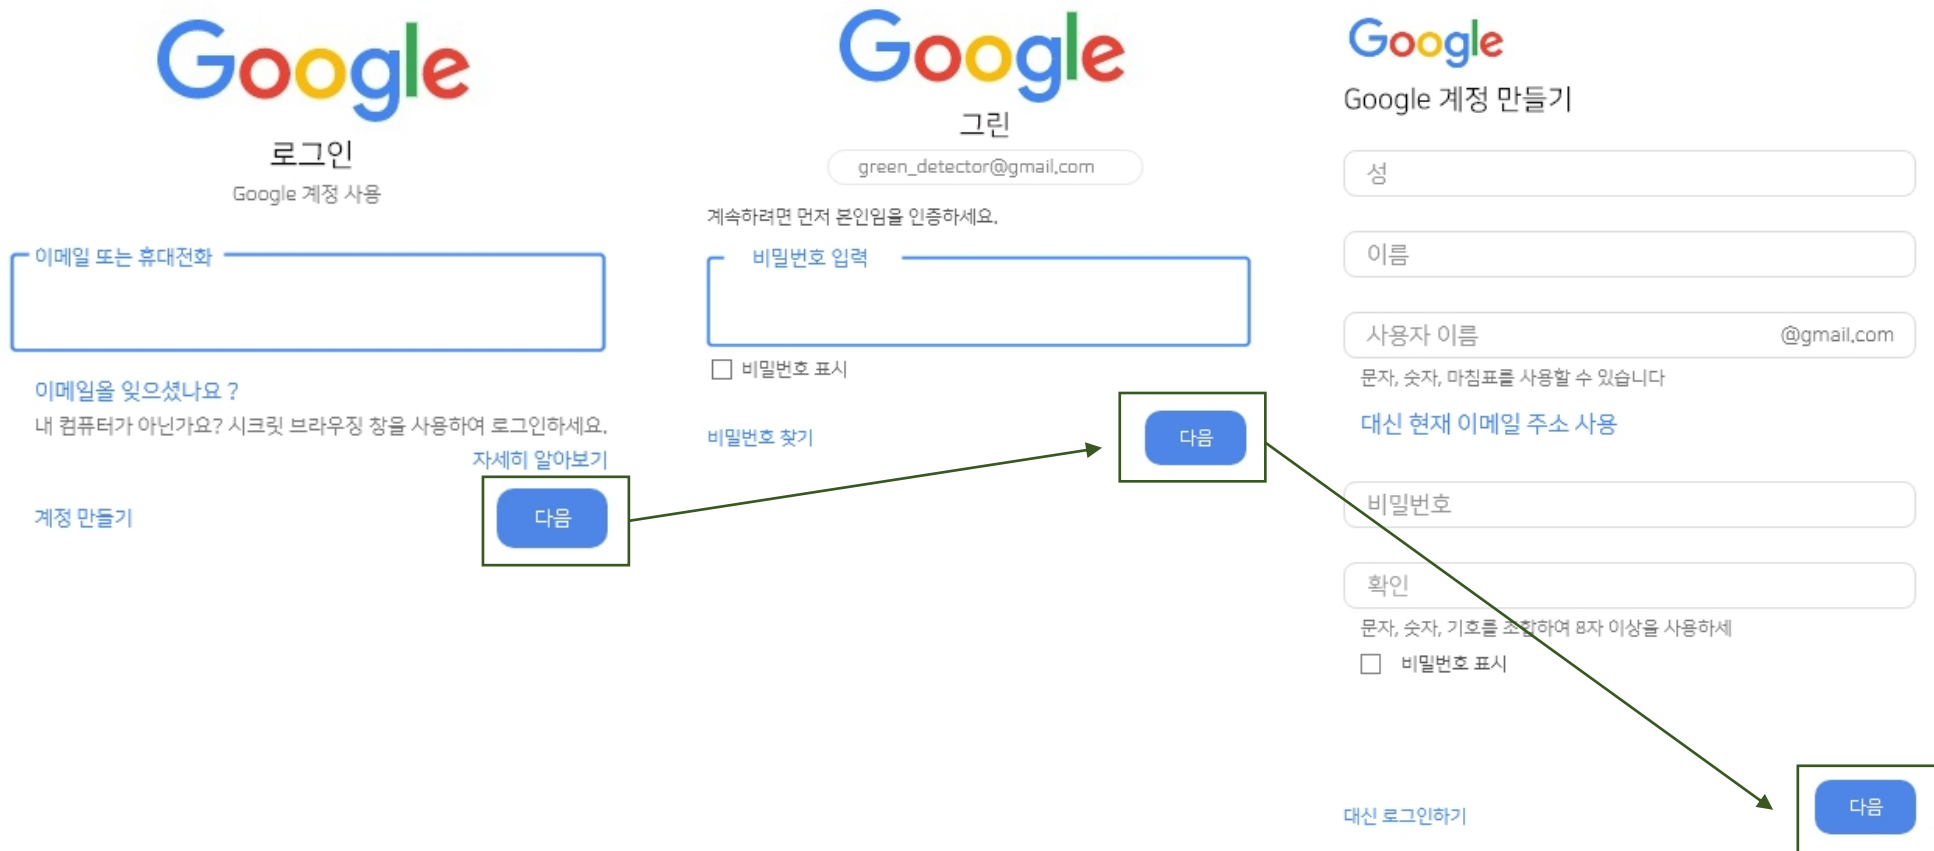 Google
로그인
Google 계정 사용
이메일 또는 휴대전화
이메일을 잊으셨나요 ?
내 컴퓨터가 아닌가요? 시크릿 브라우징 창을 사용하여 로그인하세요.
자세히 알아보기
계정 만들기
다음
Google
그린
green_detector@gmail.com
계속하려면 먼저 본인임을 인증하세요.
비밀번호 입력
비밀번호 표시
비밀번호 찾기
다음
Google
Google 계정 만들기
성
이름
사용자 이름 @gmail.com
문자, 숫자, 마침표를 사용할 수 있습니다
대신 현재 이메일 주소 사용
비밀번호
확인
문자, 숫자, 기호를 조합하여 8자 이상을 사용하세
비밀번호 표시
대신 로그인하기
다음